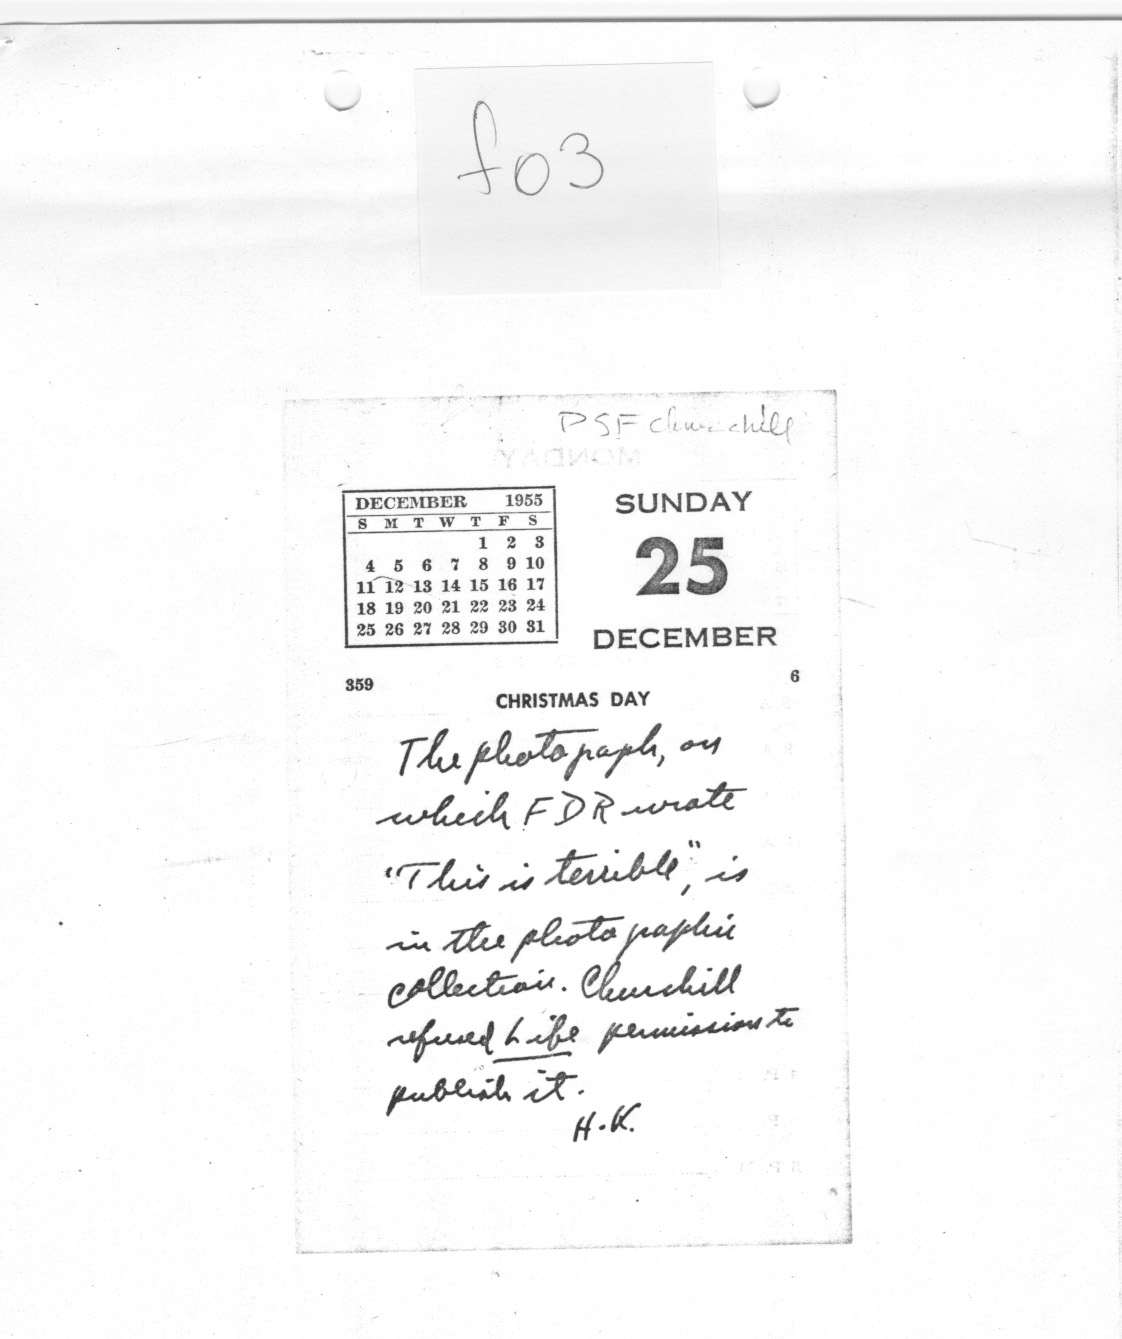 f03
PSF Churchill
MONDAY
DECEMBER 1955
S M T W T F S
1 2 3
4 5 6 7 8 9 10
11 12 13 14 15 16 17
18 19 20 21 22 23 24
25 26 27 28 29 30 31
SUNDAY
25
DECEMBER
359
6
CHRISTMAS DAY
The photograph, on
which FDR wrote
"This is terrible", is
in the photographic
collection. Churchill
refused Life permission to
publish it.
H.K.